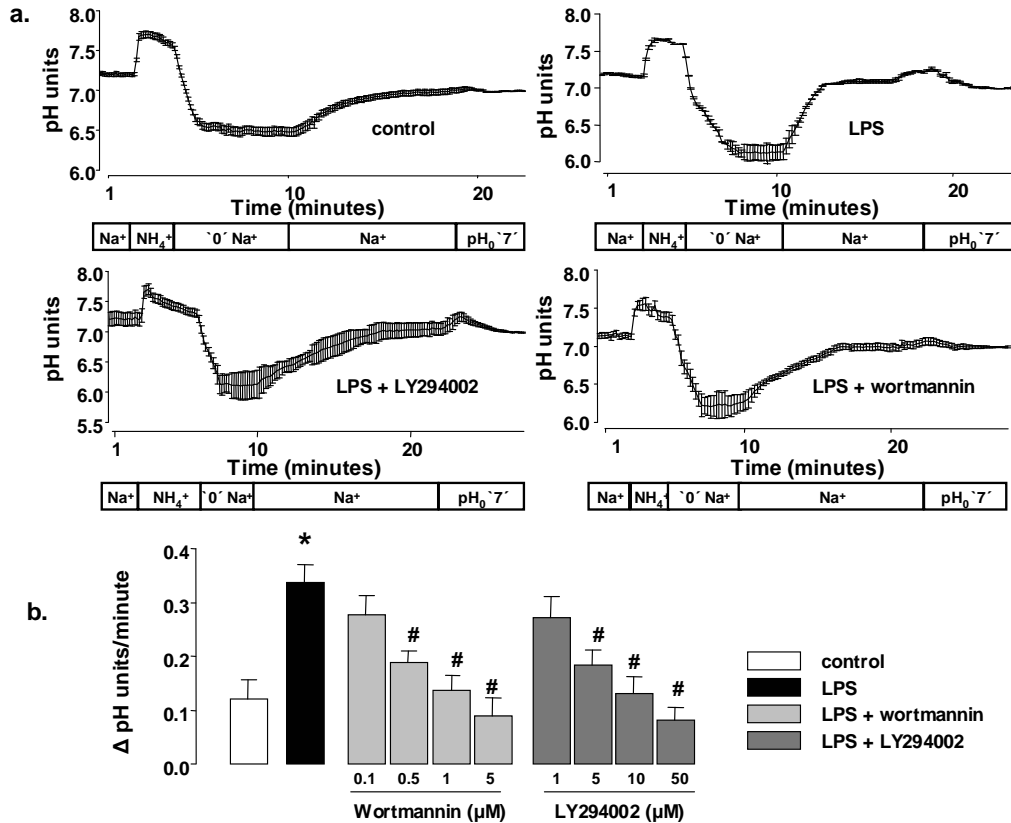 a.
8.0
7.5
7.0
6.5
6.0
pH units
control
1
10
20
Time (minutes)
Na⁺
NH₄⁺
`0´ Na⁺
Na⁺
pH₀ `7´
8.0
7.5
7.0
6.5
6.0
pH units
LPS
1
10
20
Time (minutes)
Na⁺
NH₄⁺
`0´ Na⁺
Na⁺
pH₀ `7´
8.0
7.5
7.0
6.5
6.0
5.5
pH units
LPS + LY294002
1
10
20
Time (minutes)
Na⁺
NH₄⁺
`0´ Na⁺
Na⁺
pH₀ `7´
8.0
7.5
7.0
6.5
6.0
pH units
LPS + wortmannin
1
10
20
Time (minutes)
Na⁺
NH₄⁺
`0´ Na⁺
Na⁺
pH₀ `7´
b.
0.4
0.3
0.2
0.1
0.0
Δ pH units/minute
*
#
#
#
#
#
#
0.1 0.5 1 5
Wortmannin (µM)
1 5 10 50
LY294002 (µM)
control
LPS
LPS + wortmannin
LPS + LY294002